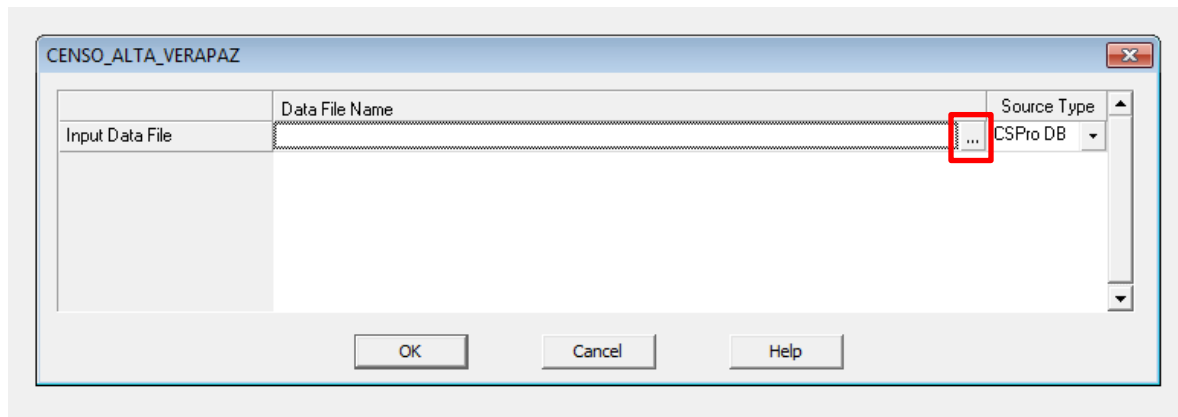 CENSO_ALTA_VERAPAZ
Data File Name Source Type
Input Data File ... CSPro DB
OK Cancel Help